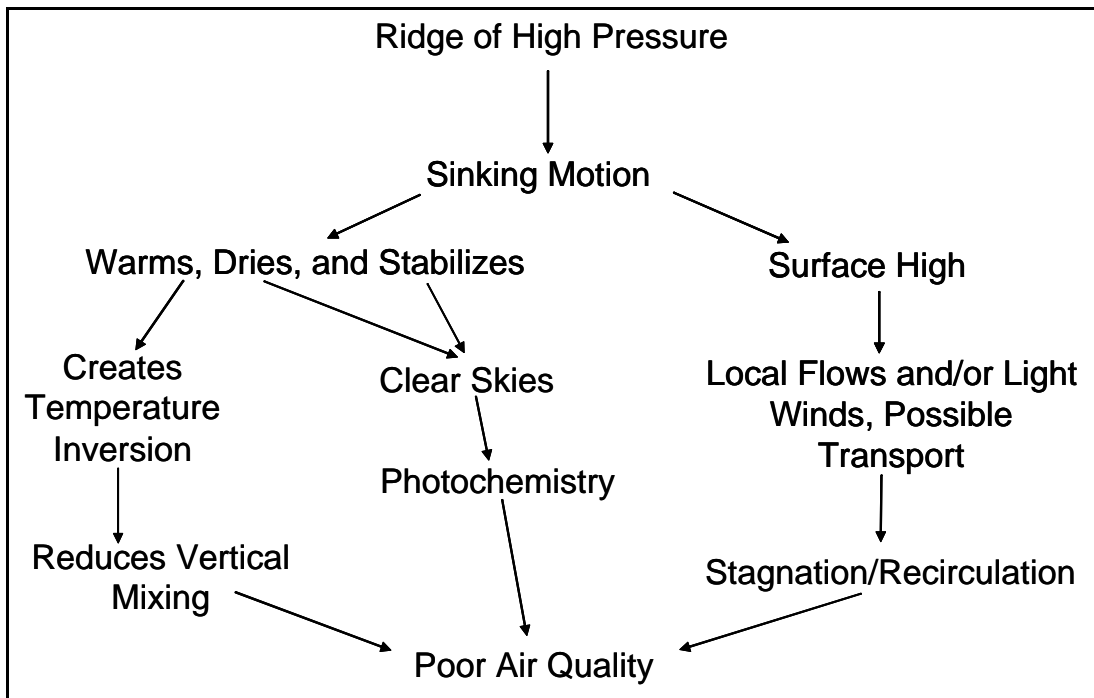 Ridge of High Pressure
Sinking Motion
Warms, Dries, and Stabilizes
Surface High
Creates
Temperature
Inversion
Clear Skies
Local Flows and/or Light
Winds, Possible
Transport
Photochemistry
Reduces Vertical
Mixing
Stagnation/Recirculation
Poor Air Quality